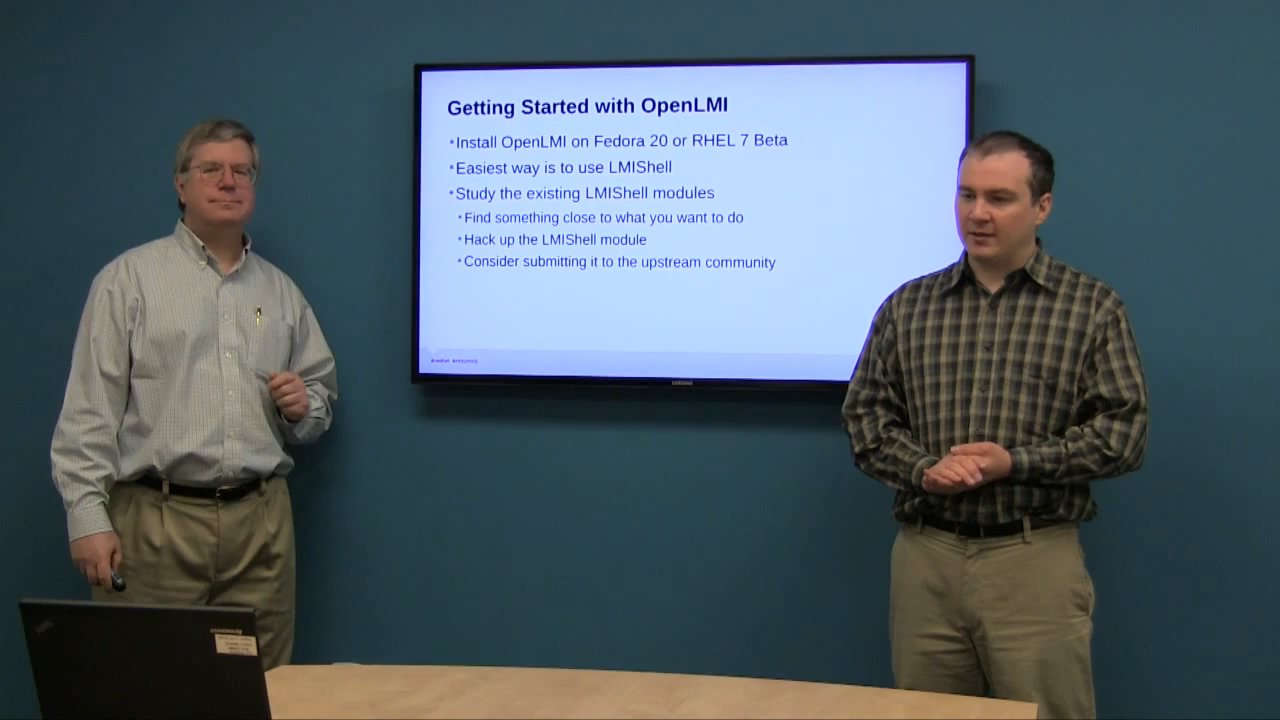 Getting Started with OpenLMI
•Install OpenLMI on Fedora 20 or RHEL 7 Beta
•Easiest way is to use LMIShell
•Study the existing LMIShell modules
•Find something close to what you want to do
•Hack up the LMIShell module
•Consider submitting it to the upstream community
SAMSUNG